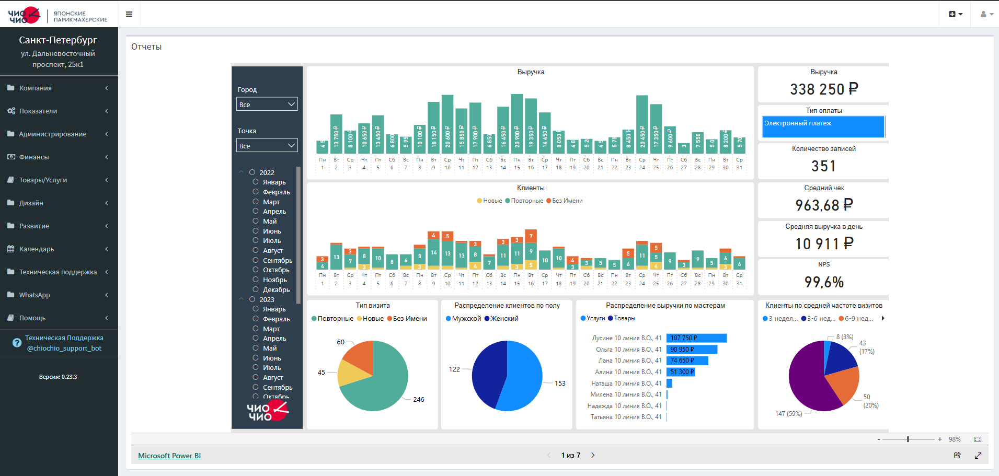 ЧИО
ЧИО
ЯПОНСКИЕ
ПАРИКМАХЕРСКИЕ
Санкт-Петербург
ул. Дальневосточный
проспект, 25к1
Компания
Показатели
Администрирование
Финансы
Товары/Услуги
Дизайн
Развитие
Календарь
Техническая поддержка
WhatsApp
Помощь
Техническая Поддержка
@chiochio_support_bot
Версия: 0.23.3
Отчеты
Город
Все
Точка
Все
2022
Январь
Февраль
Март
Апрель
Май
Июнь
Июль
Август
Сентябрь
Октябрь
Ноябрь
Декабрь
2023
Январь
Февраль
Март
Апрель
Май
Июнь
Июль
Август
Сентябрь
Октябрь
ЧИО
ЧИО
Выручка
13 750 ₽ 8 100 10 650 ₽ 13 450 ₽ 6 800 5 95 10 100 ₽ 18 150 ₽ 20 600 ₽ 15 850 ₽ 17 900 ₽ 6 850 16 450 ₽ 20 900 ₽ 19 350 ₽ 14 450 ₽ 8 050 ₽ 4 8 5 2 5 75 8 450 ₽ 20 450 ₽ 17 350 ₽ 9 600 ₽ 3 7 550 5 0 8 200 5 70
Пн Вт Ср Чт Пт Сб Вс Пн Вт Ср Чт Пт Сб Вс Пн Вт Ср Чт Пт Сб Вс Пн Вт Ср Чт Пт Сб Вс Пн Вт Ср
1 2 3 4 5 6 7 8 9 10 11 12 13 14 15 16 17 18 19 20 21 22 23 24 25 26 27 28 29 30 31
Клиенты
Новые Повторные Без Имени
3 3 4 5 3 3 3 7 4 5 5
4 13 7 8 10 8 6 8 14 13 13 8 7 11 11 9 10 10 3 3 5 5 6 11 5 9 3 9 5 6 6
3 3 4 3 5 4 3
Пн Вт Ср Чт Пт Сб Вс Пн Вт Ср Чт Пт Сб Вс Пн Вт Ср Чт Пт Сб Вс Пн Вт Ср Чт Пт Сб Вс Пн Вт Ср
1 2 3 4 5 6 7 8 9 10 11 12 13 14 15 16 17 18 19 20 21 22 23 24 25 26 27 28 29 30 31
Тип визита
Повторные Новые Без Имени
60
45
246
Распределение клиентов по полу
Мужской Женский
122
153
Распределение выручки по мастерам
Услуги Товары
Лусине 10 линия В.О., 41 107 750 ₽
Ольга 10 линия В.О., 41 90 950 ₽
Лана 10 линия В.О., 41 74 650 ₽
Алина 10 линия В.О., 41 51 300 ₽
Наташа 10 линия В.О., 41
Милена 10 линия В.О., 41
Надежда 10 линия В.О., 41
Татьяна 10 линия В.О., 41
Выручка
338 250 ₽
Тип оплаты
Электронный платеж
Количество записей
351
Средний чек
963,68 ₽
Средняя выручка в день
10 911 ₽
NPS
99,6%
Клиенты по средней частоте визитов
3 недел... 3-6 нед... 6-9 нед...
8 (3%)
43
(17%)
50
(20%)
147 (59%)
- + 98%
Microsoft Power BI
1 из 7